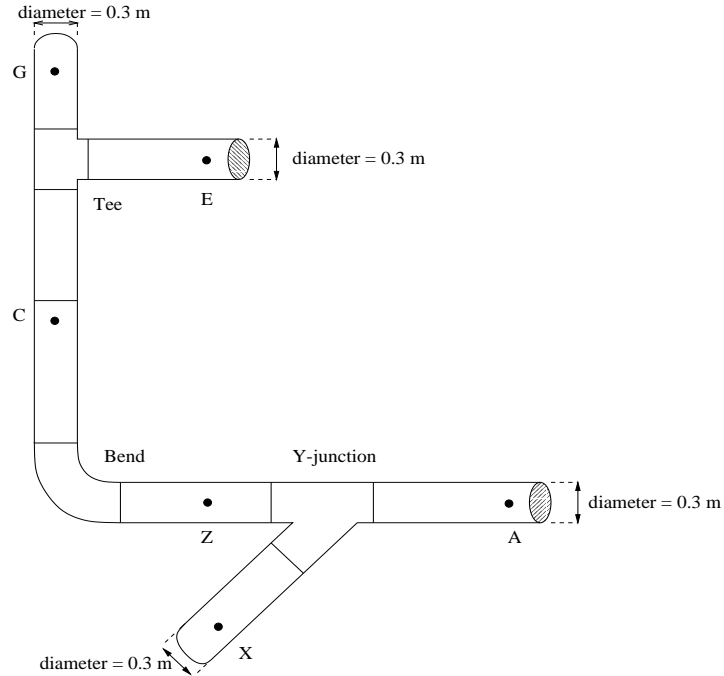 diameter = 0.3 m
G
diameter = 0.3 m
E
Tee
C
Bend
Y-junction
diameter = 0.3 m
Z
A
X
diameter = 0.3 m